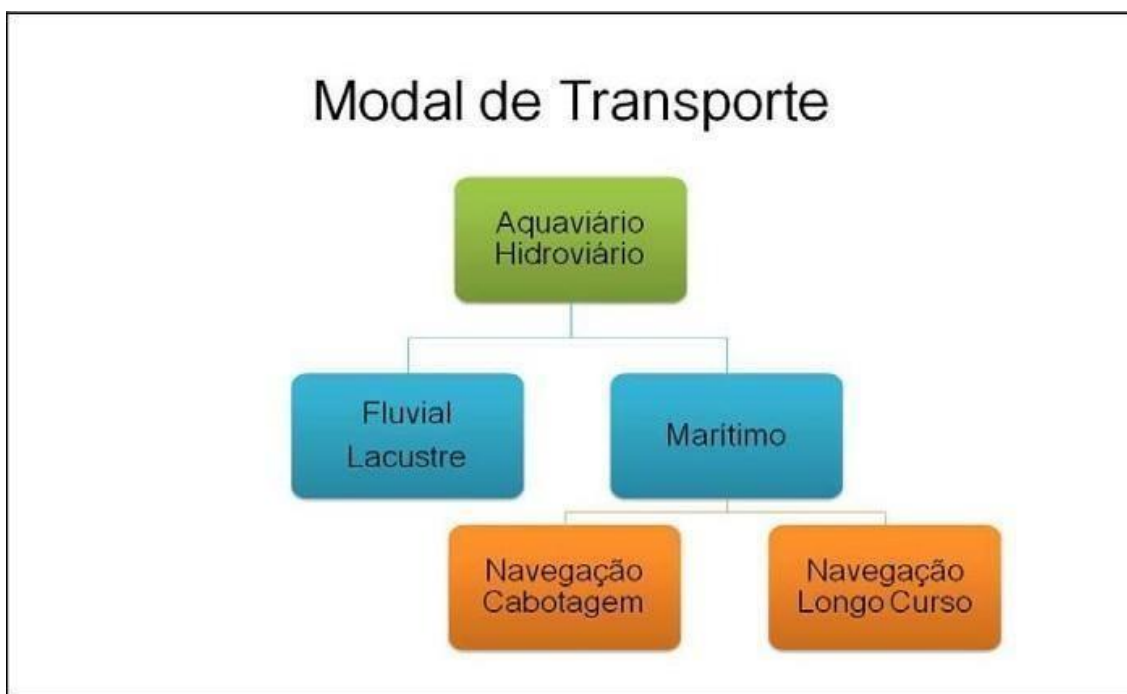 Modal de Transporte
Aquaviário
Hidroviário
Fluvial
Lacustre
Marítimo
Navegação
Cabotagem
Navegação
Longo Curso